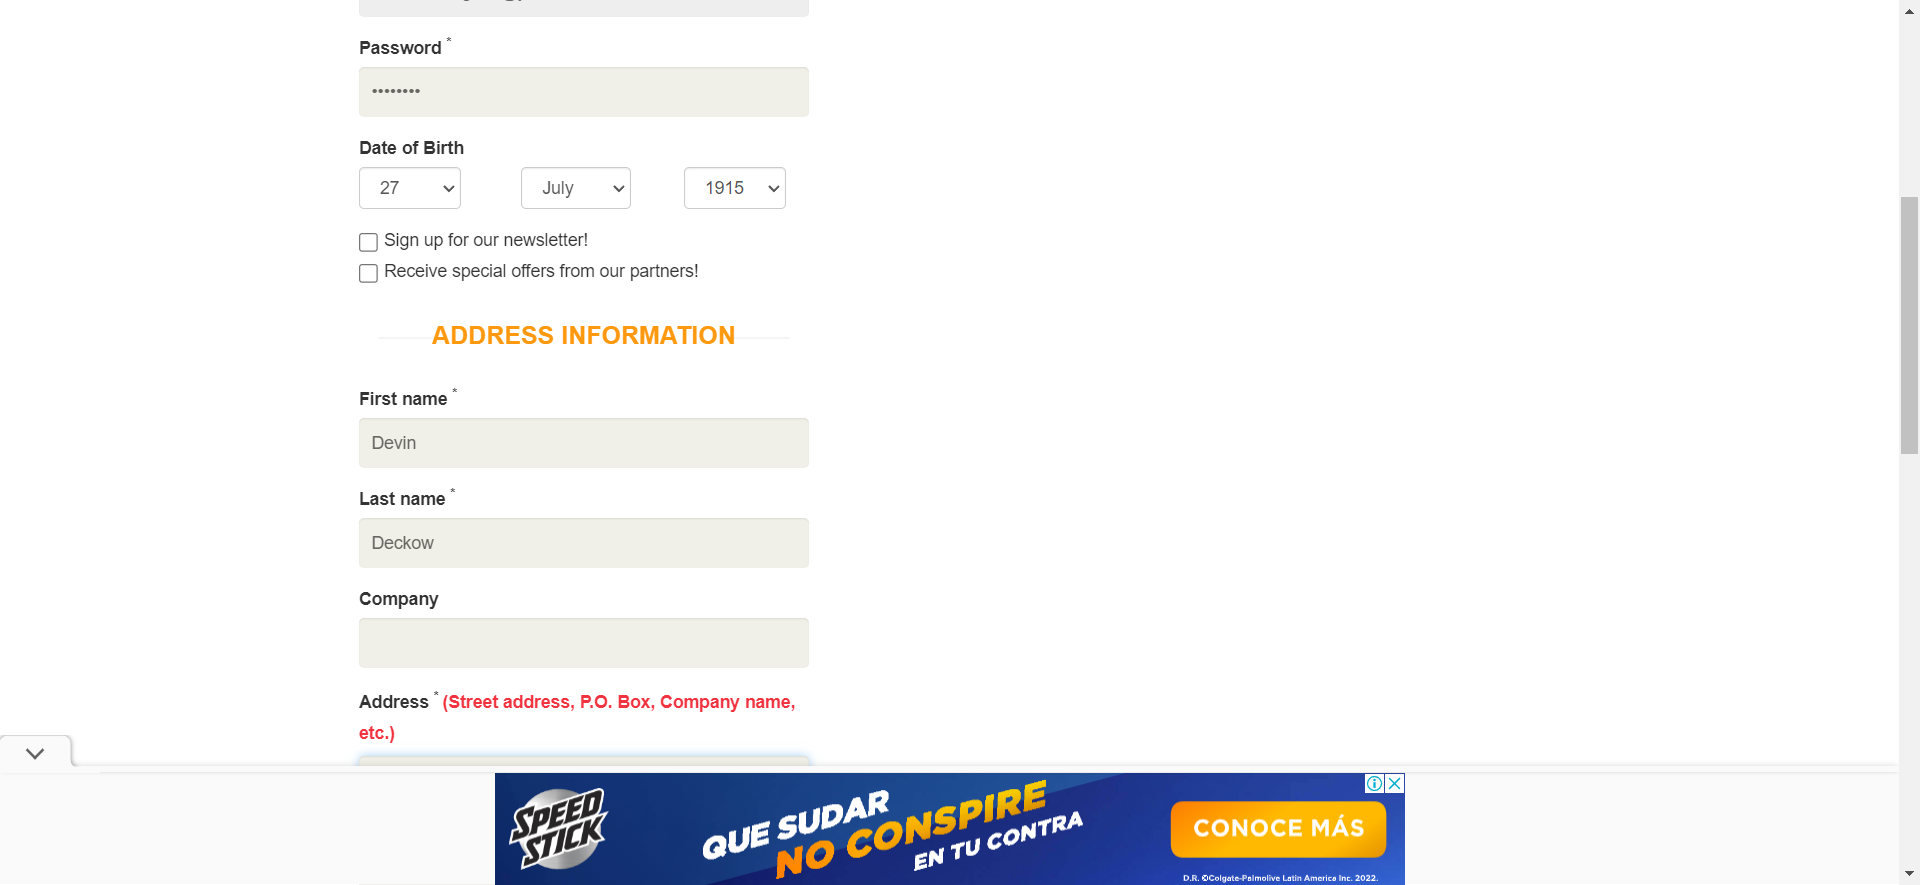 Password *
••••••••
Date of Birth
27 July 1915
Sign up for our newsletter!
Receive special offers from our partners!
ADDRESS INFORMATION
First name *
Devin
Last name *
Deckow
Company
Address * (Street address, P.O. Box, Company name,
etc.)
SPEED
STICK
QUE SUDAR
NO CONSPIRE
EN TU CONTRA
CONOCE MÁS
D.R. ©Colgate-Palmolive Latin America Inc. 2022.